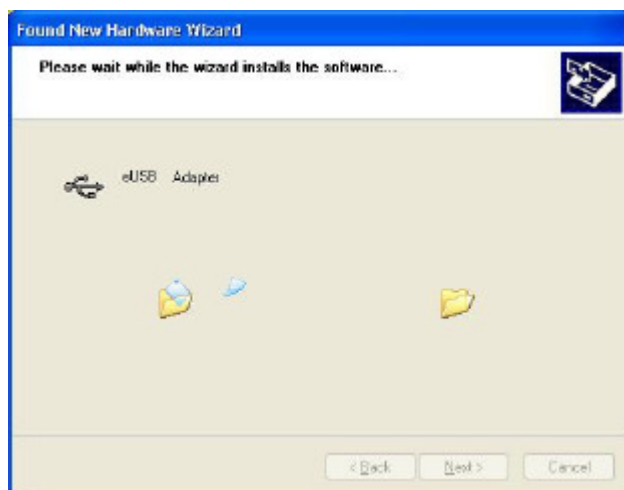 Found New Hardware Wizard
Please wait while the wizard installs the software...
eUSB Adapter
< Back
Next >
Cancel